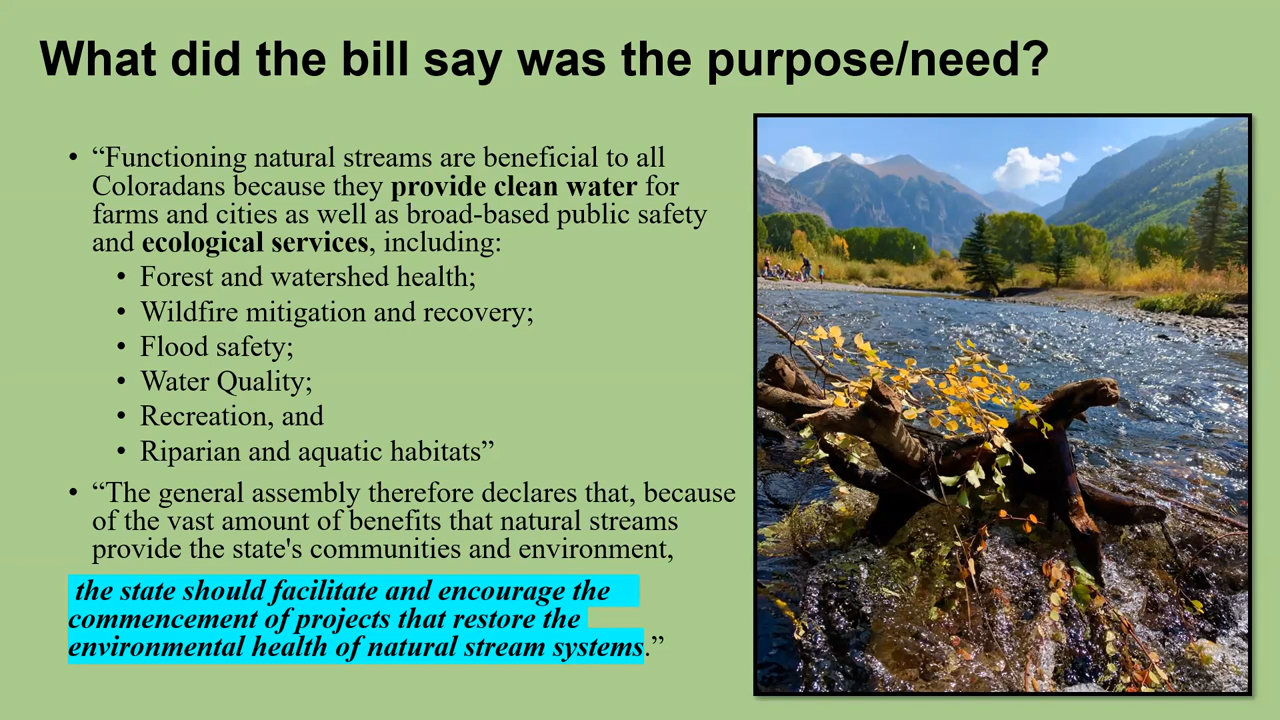 What did the bill say was the purpose/need?
• “Functioning natural streams are beneficial to all
Coloradans because they provide clean water for
farms and cities as well as broad-based public safety
and ecological services, including:
• Forest and watershed health;
• Wildfire mitigation and recovery;
• Flood safety;
• Water Quality;
• Recreation, and
• Riparian and aquatic habitats”
• “The general assembly therefore declares that, because
of the vast amount of benefits that natural streams
provide the state's communities and environment,
the state should facilitate and encourage the
commencement of projects that restore the
environmental health of natural stream systems.”